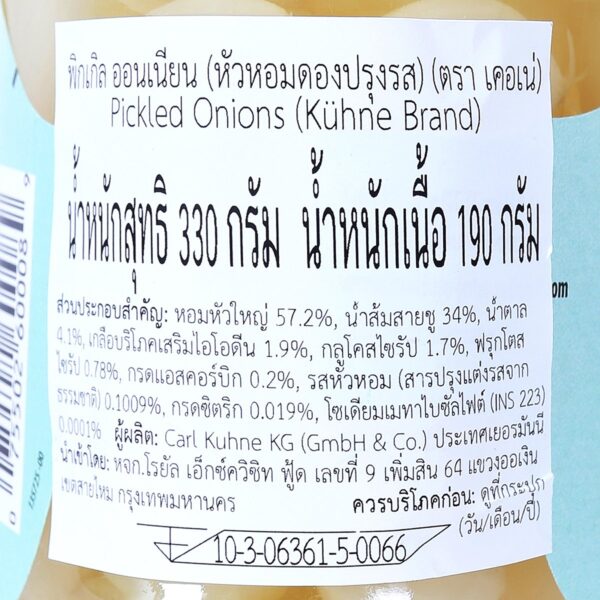 พิกเกิล ออนเนียน (หัวหอมดองปรุงรส) (ตรา เคอเน่)
Pickled Onions (Kühne Brand)
น้ำหนักสุทธิ 330 กรัม น้ำหนักเนื้อ 190 กรัม
ส่วนประกอบสำคัญ: หอมหัวใหญ่ 57.2%, น้ำส้มสายชู 34%, น้ำตาล
4.1%, เกลือบริโภคเสริมไอโอดีน 1.9%, กลูโคสไซรัป 1.7%, ฟรุกโตส
ไซรัป 0.78%, กรดแอสคอร์บิก 0.2%, รสหัวหอม (สารปรุงแต่งรสจาก
ธรรมชาติ) 0.1009%, กรดซิตริก 0.019%, โซเดียมเมทาไบซัลไฟต์ (INS 223)
0.0001% ผู้ผลิต: Carl Kuhne KG (GmbH & Co.) ประเทศเยอรมันนี
นำเข้าโดย: หจก.โรยัล เอ็กซ์ควิซิท ฟู้ด เลขที่ 9 เพิ่มสิน 64 แขวงออเงิน
เขตสายไหม กรุงเทพมหานคร ควรบริโภคก่อน: ดูที่กระปุก
(วัน/เดือน/ปี)
10-3-06361-5-0066
.com
0 75502 60008 9